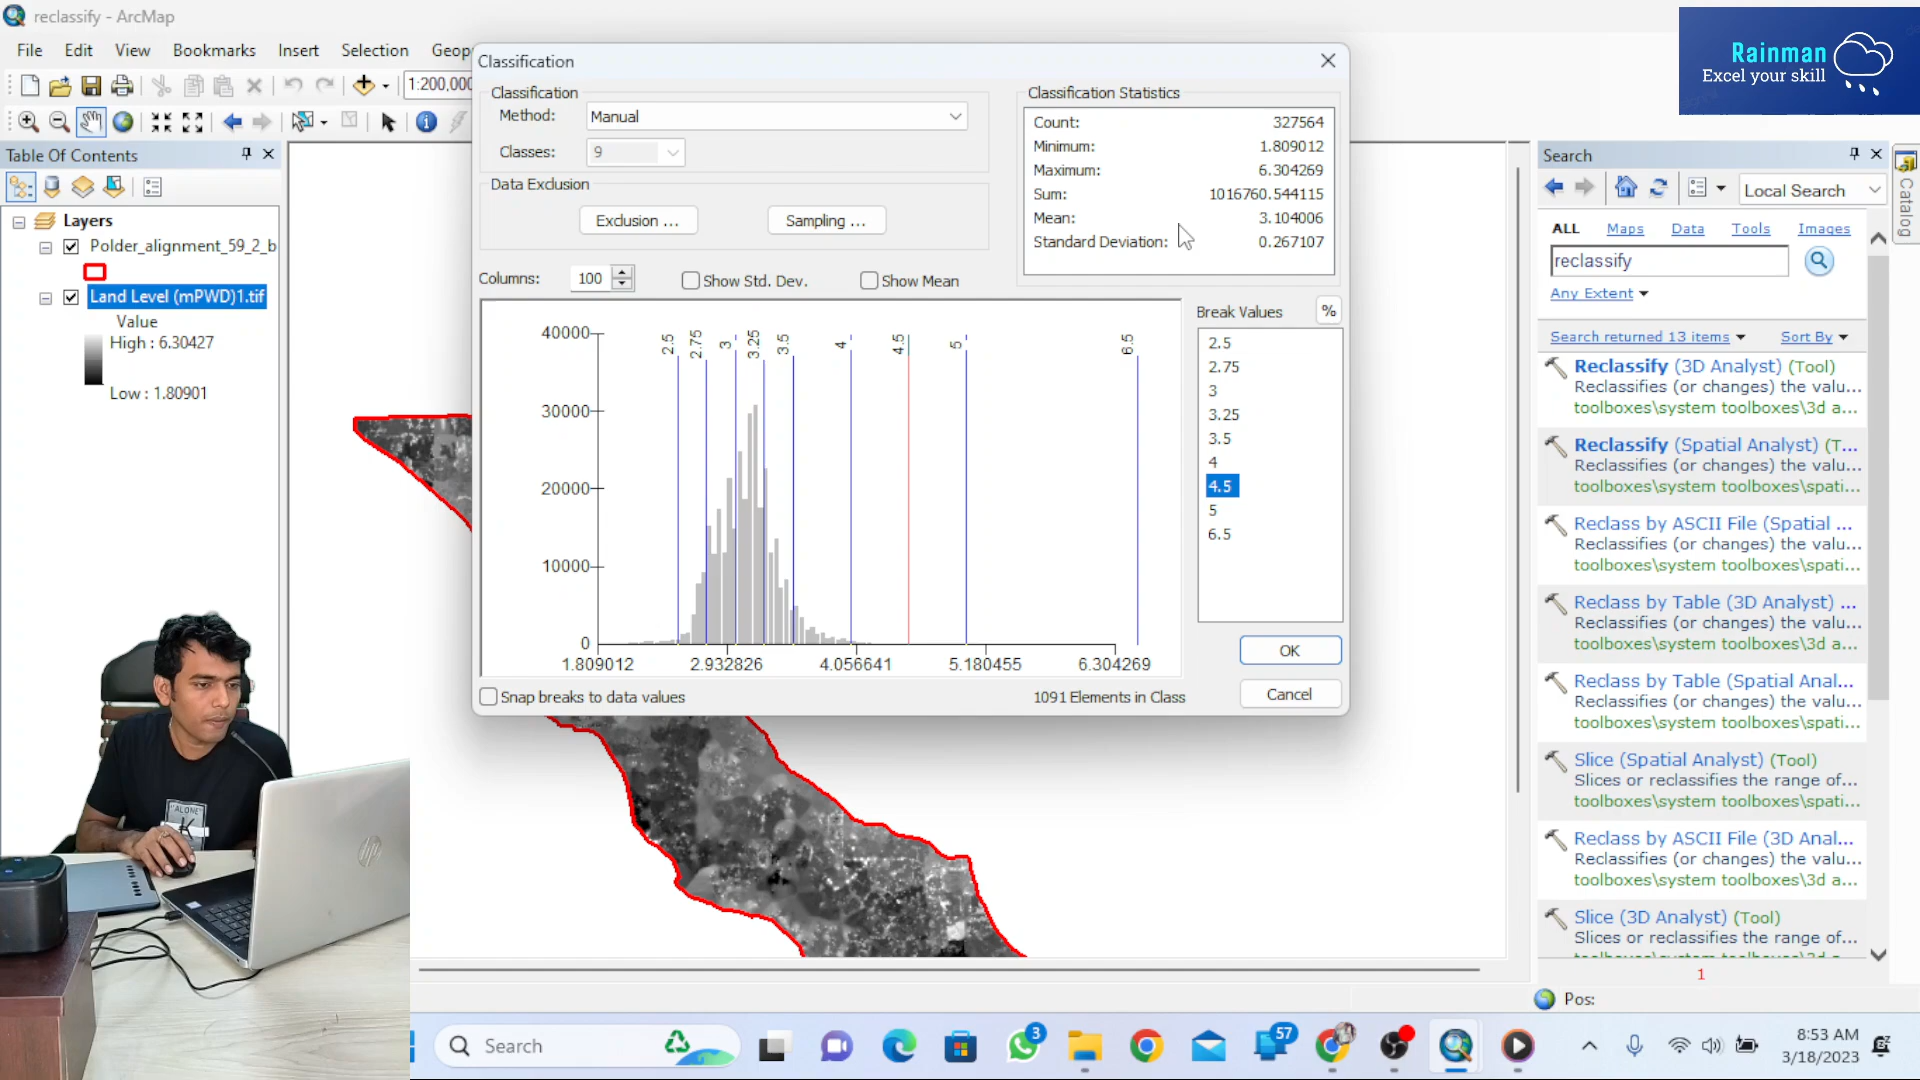 reclassify - ArcMap
File Edit View Bookmarks Insert Selection Geop
1:200,000
Table Of Contents
Layers
Polder_alignment_59_2_b
Land Level (mPWD)1.tif
Value
High : 6.30427
Low : 1.80901
Classification
Classification
Method: Manual
Classes: 9
Data Exclusion
Exclusion ... Sampling ...
Columns: 100 Show Std. Dev. Show Mean
Classification Statistics
Count: 327564
Minimum: 1.809012
Maximum: 6.304269
Sum: 1016760.544115
Mean: 3.104006
Standard Deviation: 0.267107
2.5 2.75 3 3.25 3.5 4 4.5 5 6.5
40000
30000
20000
10000
0
1.809012 2.932826 4.056641 5.180455 6.304269
Break Values %
2.5
2.75
3
3.25
3.5
4
4.5
5
6.5
OK
Cancel
Snap breaks to data values 1091 Elements in Class
Rainman
Excel your skill
Search
Local Search
Catalog
ALL Maps Data Tools Images
reclassify
Any Extent
Search returned 13 items Sort By
Reclassify (3D Analyst) (Tool)
Reclassifies (or changes) the valu...
toolboxes\system toolboxes\3d a...
Reclassify (Spatial Analyst) (T...
Reclassifies (or changes) the valu...
toolboxes\system toolboxes\spati...
Reclass by ASCII File (Spatial ...
Reclassifies (or changes) the valu...
toolboxes\system toolboxes\spati...
Reclass by Table (3D Analyst) ...
Reclassifies (or changes) the valu...
toolboxes\system toolboxes\3d a...
Reclass by Table (Spatial Anal...
Reclassifies (or changes) the valu...
toolboxes\system toolboxes\spati...
Slice (Spatial Analyst) (Tool)
Slices or reclassifies the range of...
toolboxes\system toolboxes\spati...
Reclass by ASCII File (3D Anal...
Reclassifies (or changes) the valu...
toolboxes\system toolboxes\3d a...
Slice (3D Analyst) (Tool)
Slices or reclassifies the range of...
1
Pos:
"ALONE"
K
hp
Search
3
57
8:53 AM
3/18/2023